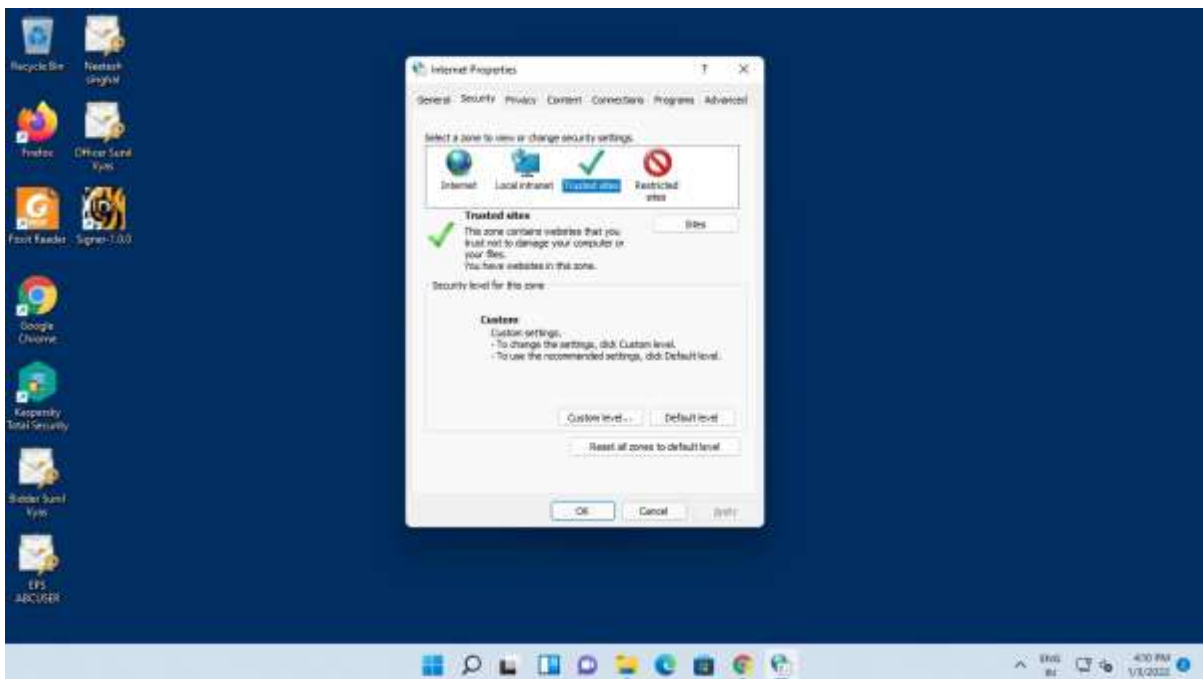 Recycle Bin
Neetesh
singhal
Firefox
Officer Sunil
Vyas
Foxit Reader
Signer-1.0.0
Google
Chrome
Kaspersky
Total Security
Bidder Sunil
Vyas
EPS
ABCUSER
Internet Properties
?
General Security Privacy Content Connections Programs Advanced
Select a zone to view or change security settings.
Internet
Local intranet
Trusted sites
Restricted
sites
Trusted sites
Sites
This zone contains websites that you
trust not to damage your computer or
your files.
You have websites in this zone.
Security level for this zone
Custom
Custom settings.
- To change the settings, click Custom level.
- To use the recommended settings, click Default level.
Custom level...
Default level
Reset all zones to default level
OK
Cancel
Apply
ENG
IN
4:30 PM